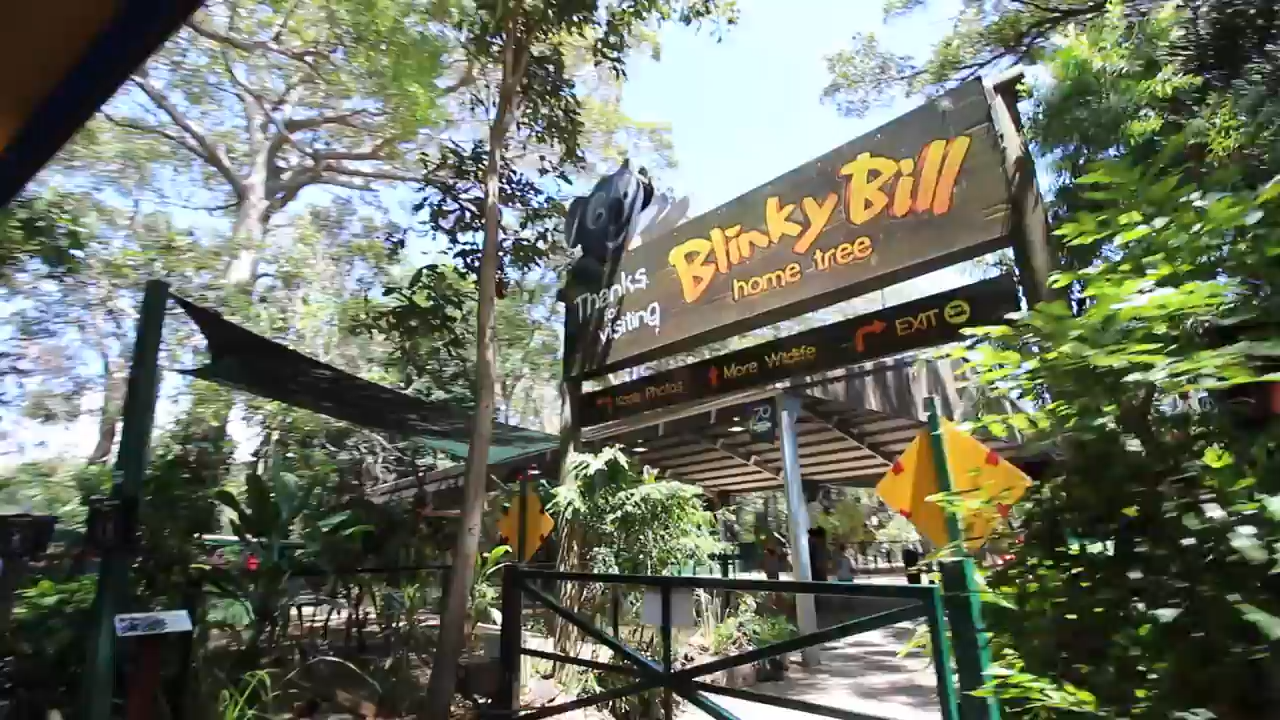 Thanks
for
visiting
Blinky Bill
home tree
Koala Photos
More Wildlife
EXIT